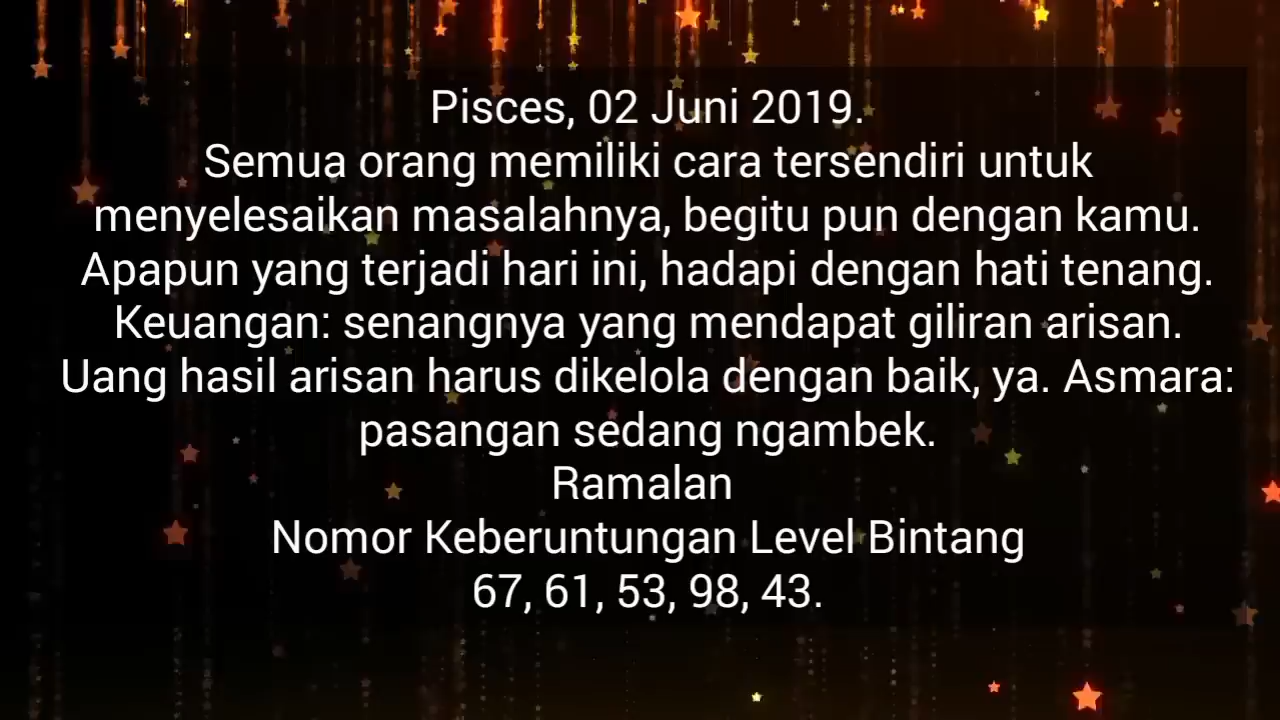 Pisces, 02 Juni 2019.
Semua orang memiliki cara tersendiri untuk
menyelesaikan masalahnya, begitu pun dengan kamu.
Apapun yang terjadi hari ini, hadapi dengan hati tenang.
Keuangan: senangnya yang mendapat giliran arisan.
Uang hasil arisan harus dikelola dengan baik, ya. Asmara:
pasangan sedang ngambek.
Ramalan
Nomor Keberuntungan Level Bintang
67, 61, 53, 98, 43.